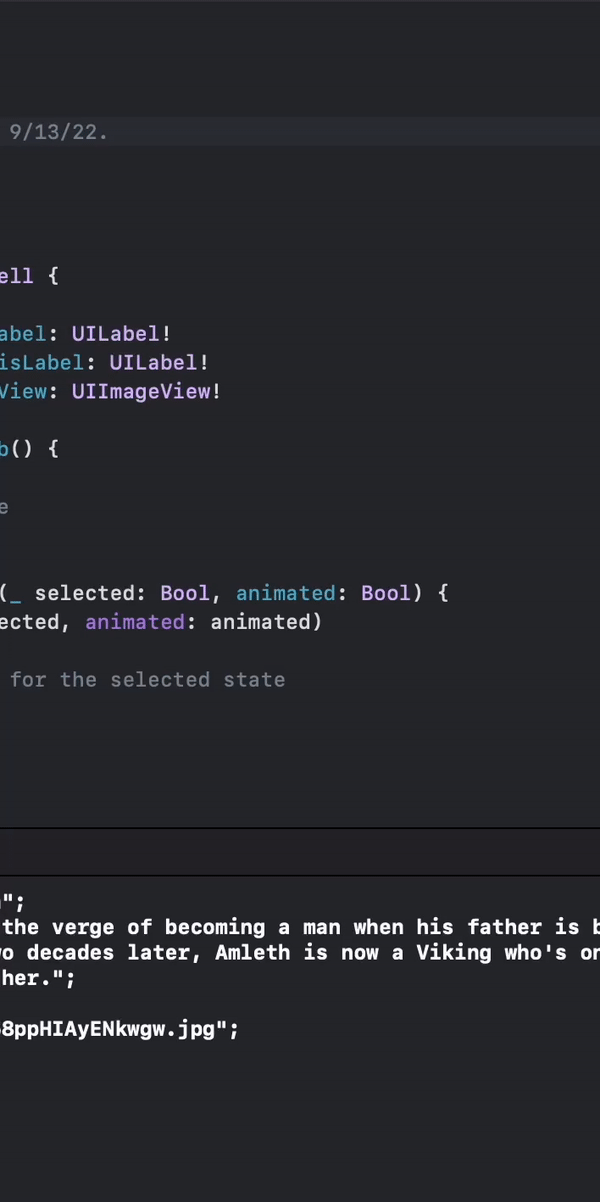 9/13/22.
ell {
abel: UILabel!
isLabel: UILabel!
View: UIImageView!
b() {
e
(_ selected: Bool, animated: Bool) {
ected, animated: animated)
for the selected state
";
the verge of becoming a man when his father is b
o decades later, Amleth is now a Viking who's on
her.";
8ppHIAyENkwgw.jpg";